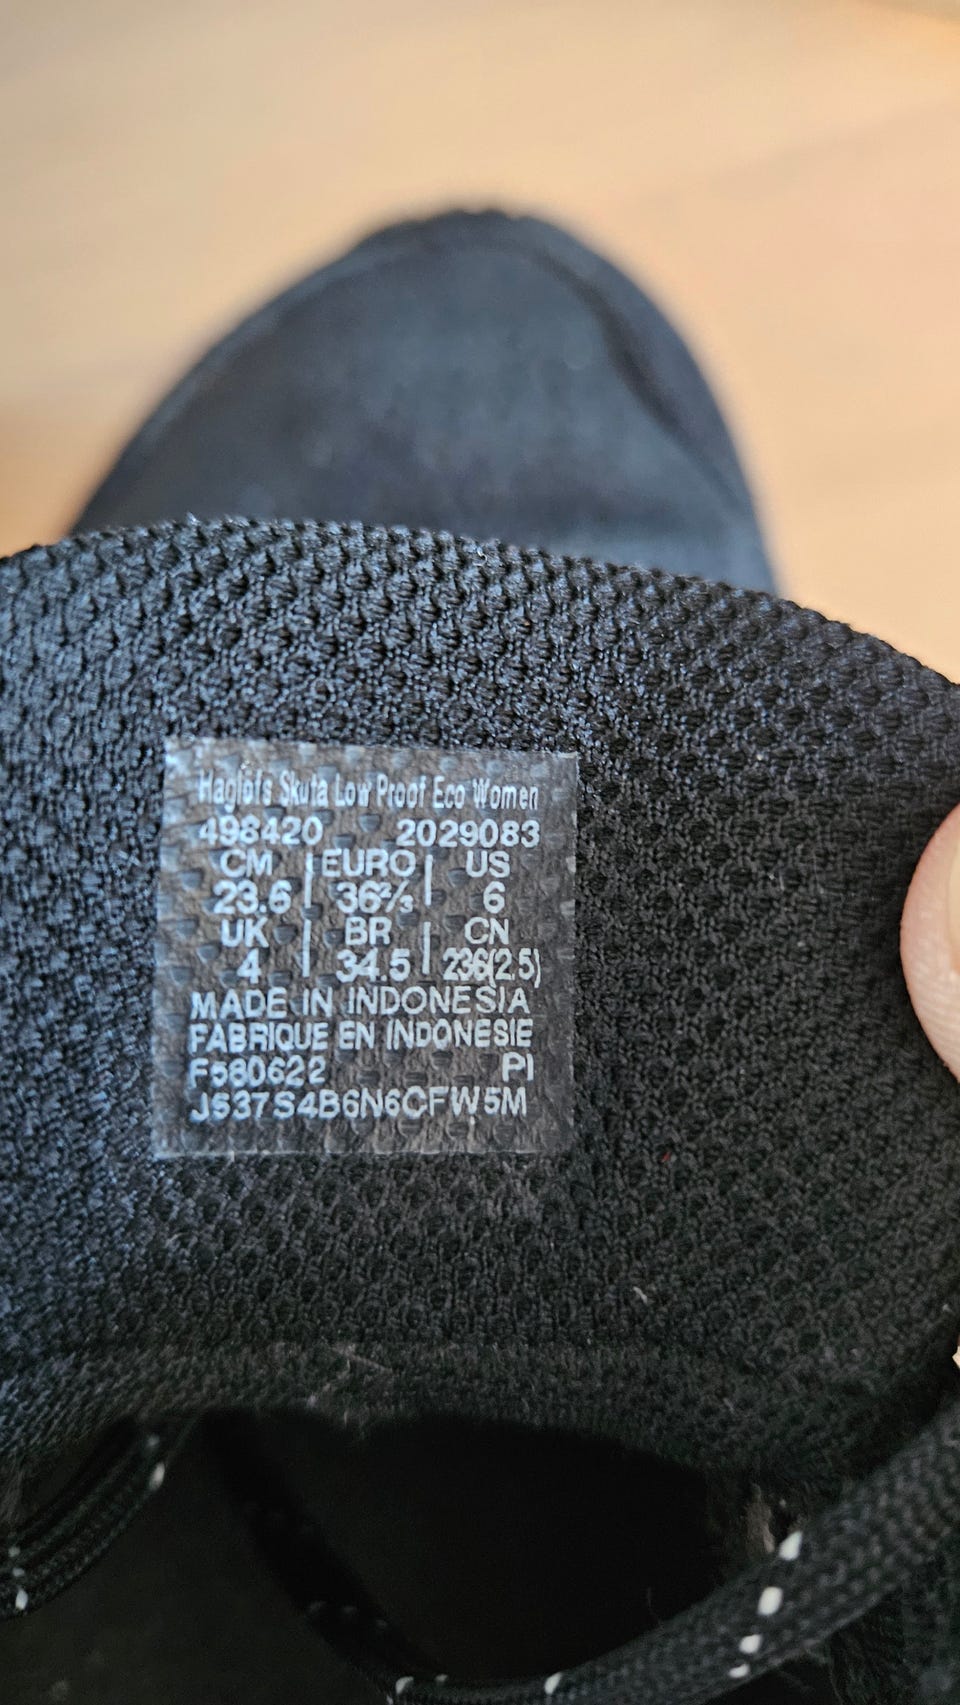 Haglöfs Skuta Low Proof Eco Women
498420 2029083
CM | EURO | US
23.6 | 36⅔ | 6
UK | BR | CN
4 | 34.5 | 236(2.5)
MADE IN INDONESIA
FABRIQUE EN INDONESIE
F580622 PI
J637S4B6N6CFW5M